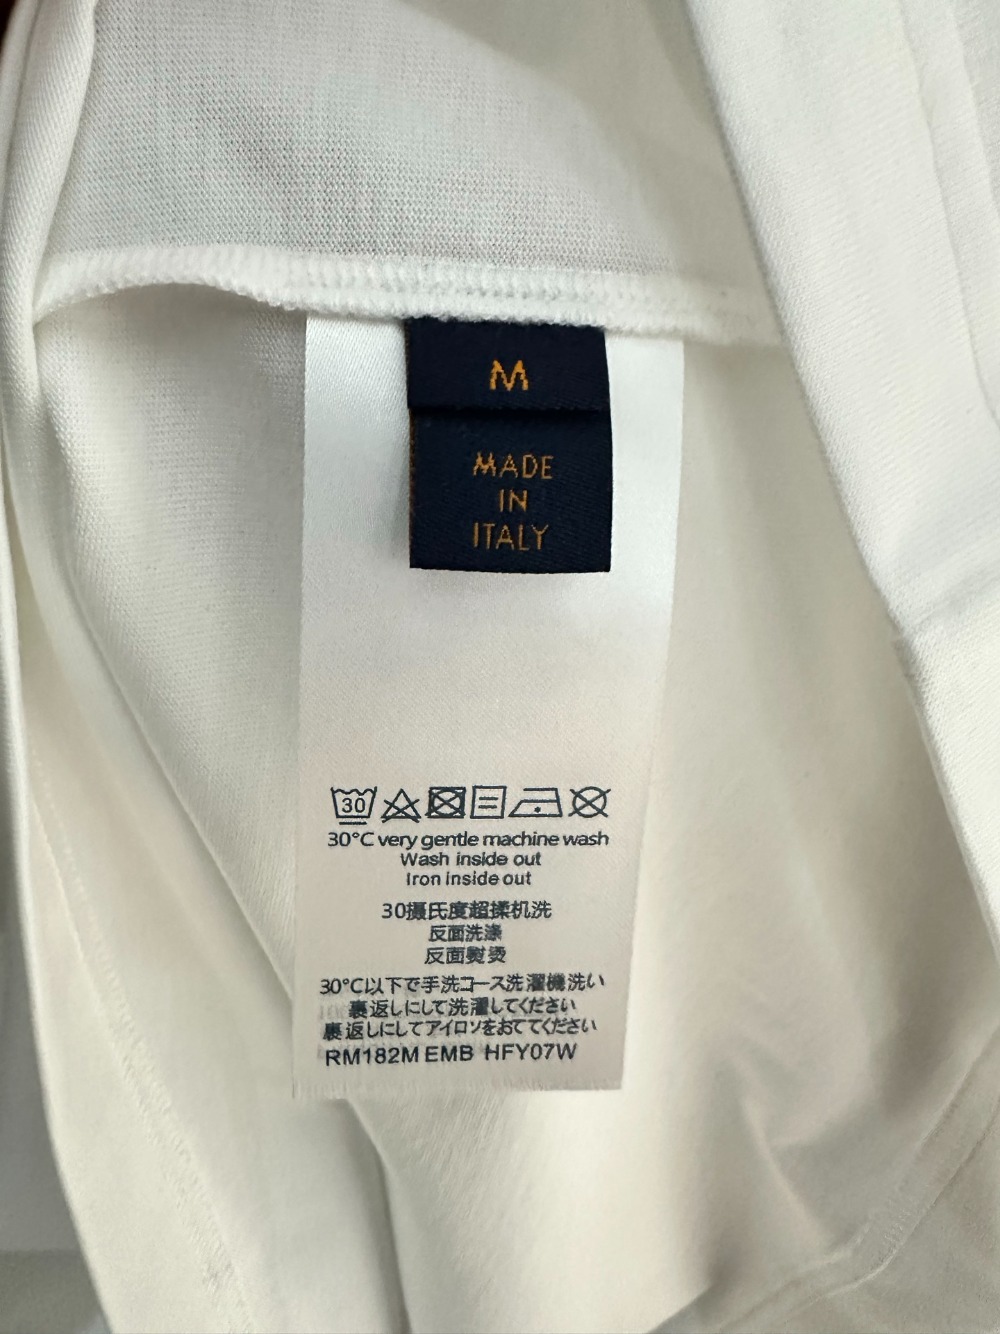 M
MADE
IN
ITALY
30
30°C very gentle machine wash
Wash inside out
Iron inside out
30摄氏度超揉机洗
反面洗涤
反面熨烫
30°C以下で手洗コース洗濯機洗い
裏返しにして洗濯してください
裏返しにしてアイロソをおててください
RM182M EMB HFY07W